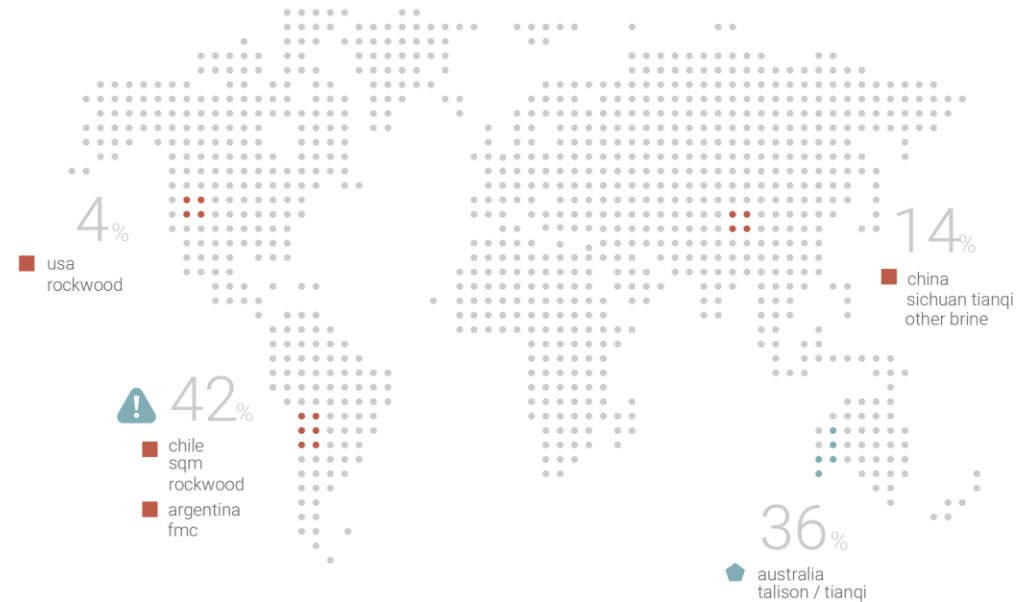 4%
usa
rockwood
14%
china
sichuan tianqi
other brine
! 42%
chile
sqm
rockwood
argentina
fmc
36%
australia
talison / tianqi